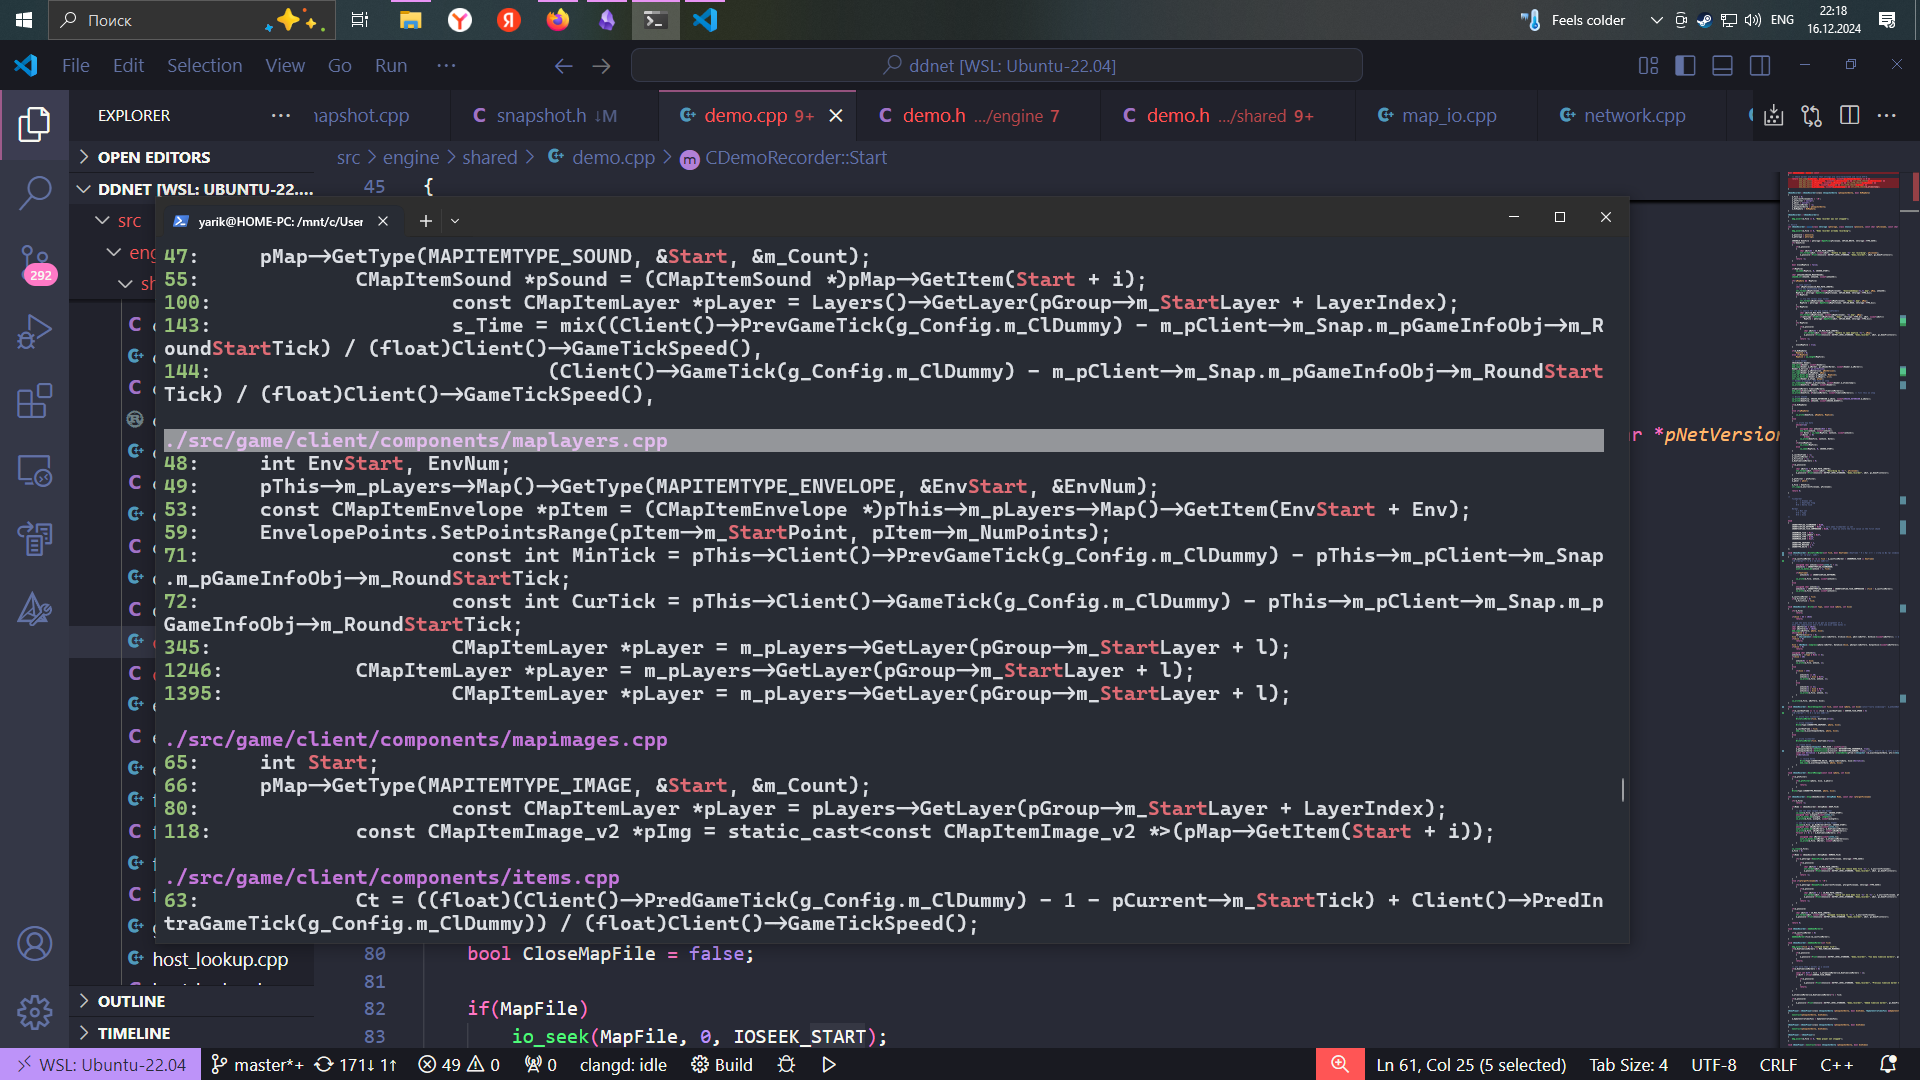 Поиск
Feels colder
ENG
22:18
16.12.2024
File Edit Selection View Go Run ···
ddnet [WSL: Ubuntu-22.04]
EXPLORER ···
apshot.cpp
snapshot.h ↓M
demo.cpp 9+
demo.h .../engine 7
demo.h .../shared 9+
map_io.cpp
network.cpp
OPEN EDITORS
src > engine > shared > demo.cpp > CDemoRecorder::Start
DDNET [WSL: UBUNTU-22....
45 {
src
eng
sh
292
yarik@HOME-PC: /mnt/c/User
47:     pMap->GetType(MAPITEMTYPE_SOUND, &Start, &m_Count);
55:             CMapItemSound *pSound = (CMapItemSound *)pMap->GetItem(Start + i);
100:                    const CMapItemLayer *pLayer = Layers()->GetLayer(pGroup->m_StartLayer + LayerIndex);
143:                    s_Time = mix((Client()->PrevGameTick(g_Config.m_ClDummy) - m_pClient->m_Snap.m_pGameInfoObj->m_R
oundStartTick) / (float)Client()->GameTickSpeed(),
144:                            (Client()->GameTick(g_Config.m_ClDummy) - m_pClient->m_Snap.m_pGameInfoObj->m_RoundStart
Tick) / (float)Client()->GameTickSpeed(),
./src/game/client/components/maplayers.cpp
r *pNetVersion
48:     int EnvStart, EnvNum;
49:     pThis->m_pLayers->Map()->GetType(MAPITEMTYPE_ENVELOPE, &EnvStart, &EnvNum);
53:     const CMapItemEnvelope *pItem = (CMapItemEnvelope *)pThis->m_pLayers->Map()->GetItem(EnvStart + Env);
59:     EnvelopePoints.SetPointsRange(pItem->m_StartPoint, pItem->m_NumPoints);
71:                     const int MinTick = pThis->Client()->PrevGameTick(g_Config.m_ClDummy) - pThis->m_pClient->m_Snap
.m_pGameInfoObj->m_RoundStartTick;
72:                     const int CurTick = pThis->Client()->GameTick(g_Config.m_ClDummy) - pThis->m_pClient->m_Snap.m_p
GameInfoObj->m_RoundStartTick;
345:                    CMapItemLayer *pLayer = m_pLayers->GetLayer(pGroup->m_StartLayer + l);
1246:           CMapItemLayer *pLayer = m_pLayers->GetLayer(pGroup->m_StartLayer + l);
1395:                   CMapItemLayer *pLayer = m_pLayers->GetLayer(pGroup->m_StartLayer + l);
./src/game/client/components/mapimages.cpp
65:     int Start;
66:     pMap->GetType(MAPITEMTYPE_IMAGE, &Start, &m_Count);
80:                     const CMapItemLayer *pLayer = pLayers->GetLayer(pGroup->m_StartLayer + LayerIndex);
118:            const CMapItemImage_v2 *pImg = static_cast<const CMapItemImage_v2 *>(pMap->GetItem(Start + i));
./src/game/client/components/items.cpp
63:             Ct = ((float)(Client()->PredGameTick(g_Config.m_ClDummy) - 1 - pCurrent->m_StartTick) + Client()->PredIn
traGameTick(g_Config.m_ClDummy)) / (float)Client()->GameTickSpeed();
host_lookup.cpp
80 bool CloseMapFile = false;
81
82 if(MapFile)
83 io_seek(MapFile, 0, IOSEEK_START);
OUTLINE
TIMELINE
WSL: Ubuntu-22.04
master*+
171↓ 1↑
49 0
0
clangd: idle
Build
Ln 61, Col 25 (5 selected)
Tab Size: 4
UTF-8
CRLF
C++